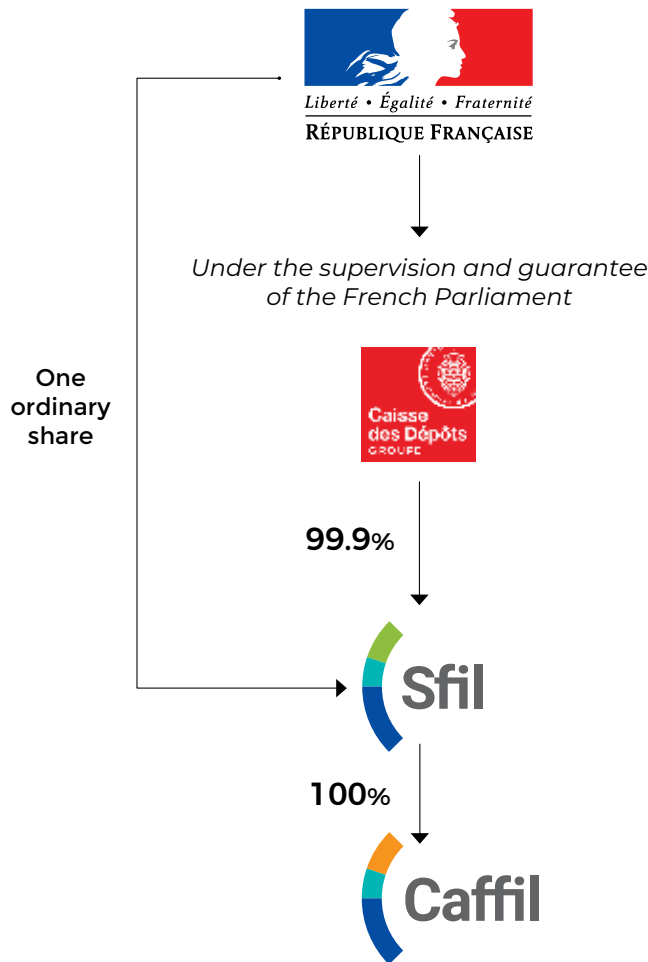 Liberté • Égalité • Fraternité
RÉPUBLIQUE FRANÇAISE
Under the supervision and guarantee
of the French Parliament
One
ordinary
share
Caisse
des Dépôts
GROUPE
99.9%
Sfil
100%
Caffil